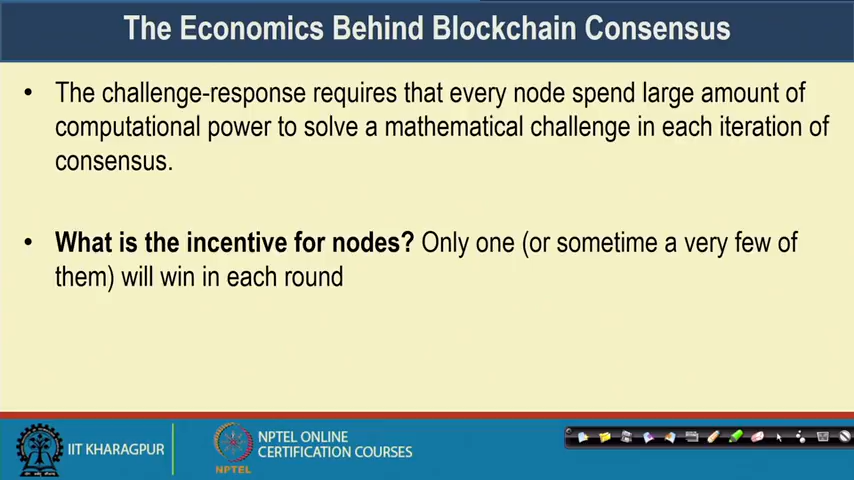 The Economics Behind Blockchain Consensus
• The challenge-response requires that every node spend large amount of
computational power to solve a mathematical challenge in each iteration of
consensus.
• What is the incentive for nodes? Only one (or sometime a very few of
them) will win in each round
IIT KHARAGPUR
NPTEL
NPTEL ONLINE
CERTIFICATION COURSES